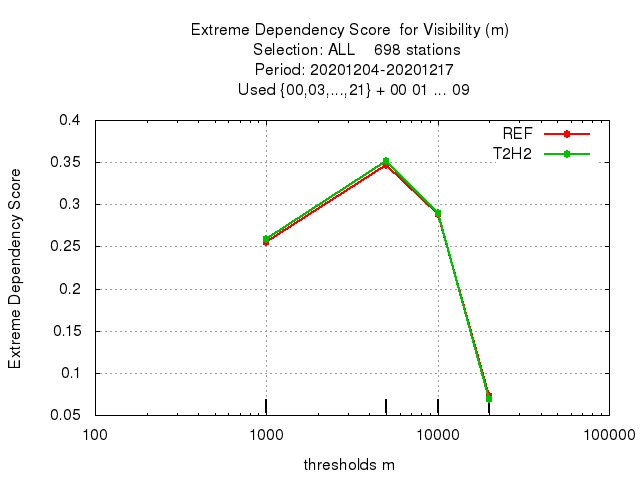 Extreme Dependency Score  for Visibility (m)
Selection: ALL    698 stations
Period: 20201204-20201217
Used {00,03,...,21} + 00 01 ... 09
REF
T2H2
0.4
0.35
0.3
0.25
0.2
0.15
0.1
0.05
Extreme Dependency Score
100
1000
10000
100000
thresholds m